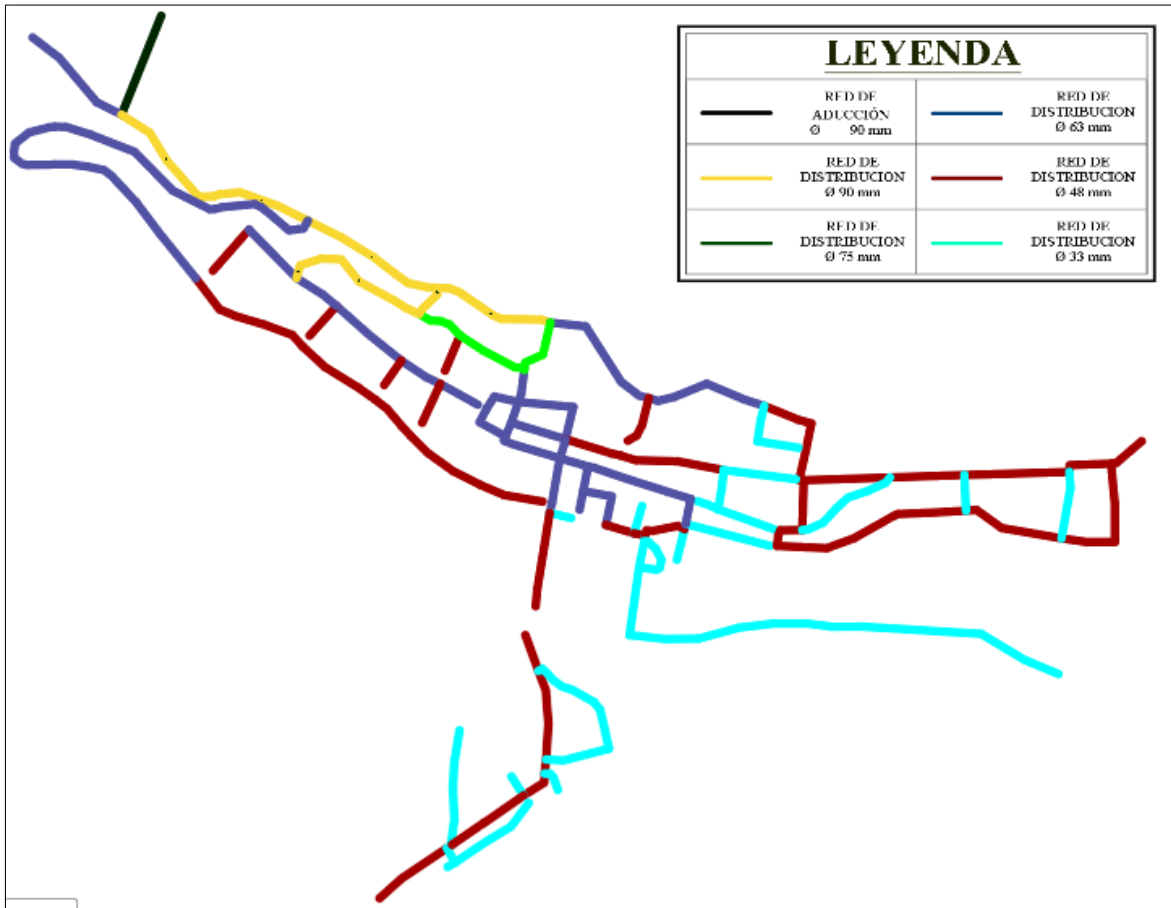 LEYENDA
RED DE
ADUCCIÓN
Ø 90 mm
RED DE
DISTRIBUCION
Ø 63 mm
RED DE
DISTRIBUCION
Ø 90 mm
RED DE
DISTRIBUCION
Ø 48 mm
RED DE
DISTRIBUCION
Ø 75 mm
RED DE
DISTRIBUCION
Ø 33 mm